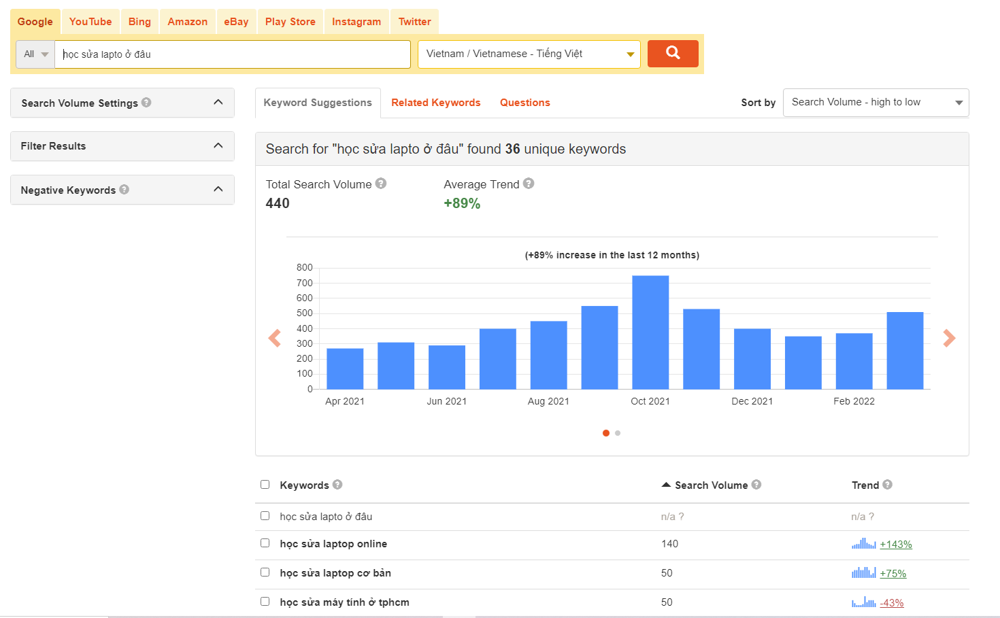 Google YouTube Bing Amazon eBay Play Store Instagram Twitter
All học sửa lapto ở đâu Vietnam / Vietnamese - Tiếng Việt
Search Volume Settings ?
Filter Results
Negative Keywords ?
Keyword Suggestions Related Keywords Questions Sort by Search Volume - high to low
Search for "học sửa lapto ở đâu" found 36 unique keywords
Total Search Volume ? Average Trend ?
440 +89%
(+89% increase in the last 12 months)
800
700
600
500
400
300
200
100
0
Apr 2021 Jun 2021 Aug 2021 Oct 2021 Dec 2021 Feb 2022
Keywords ? Search Volume ? Trend ?
học sửa lapto ở đâu n/a ? n/a ?
học sửa laptop online 140 +143%
học sửa laptop cơ bản 50 +75%
học sửa máy tính ở tphcm 50 -43%